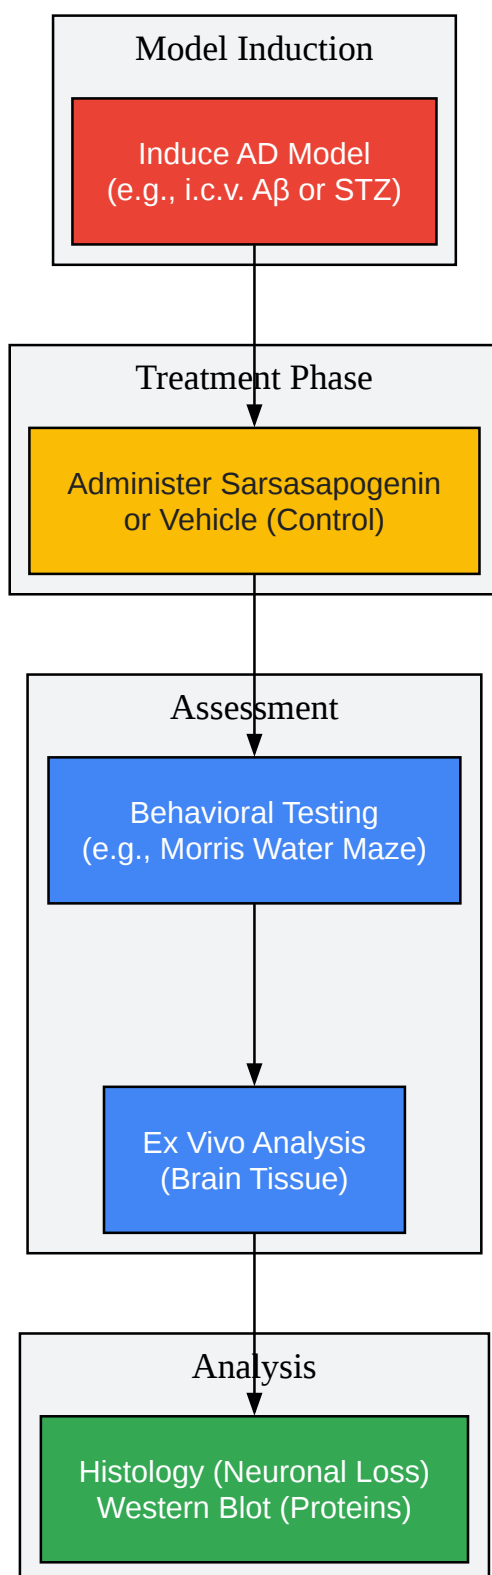 Model Induction
Induce AD Model
(e.g., i.c.v. Aβ or STZ)
Treatment Phase
Administer Sarsasapogenin
or Vehicle (Control)
Assessment
Behavioral Testing
(e.g., Morris Water Maze)
Ex Vivo Analysis
(Brain Tissue)
Analysis
Histology (Neuronal Loss)
Western Blot (Proteins)